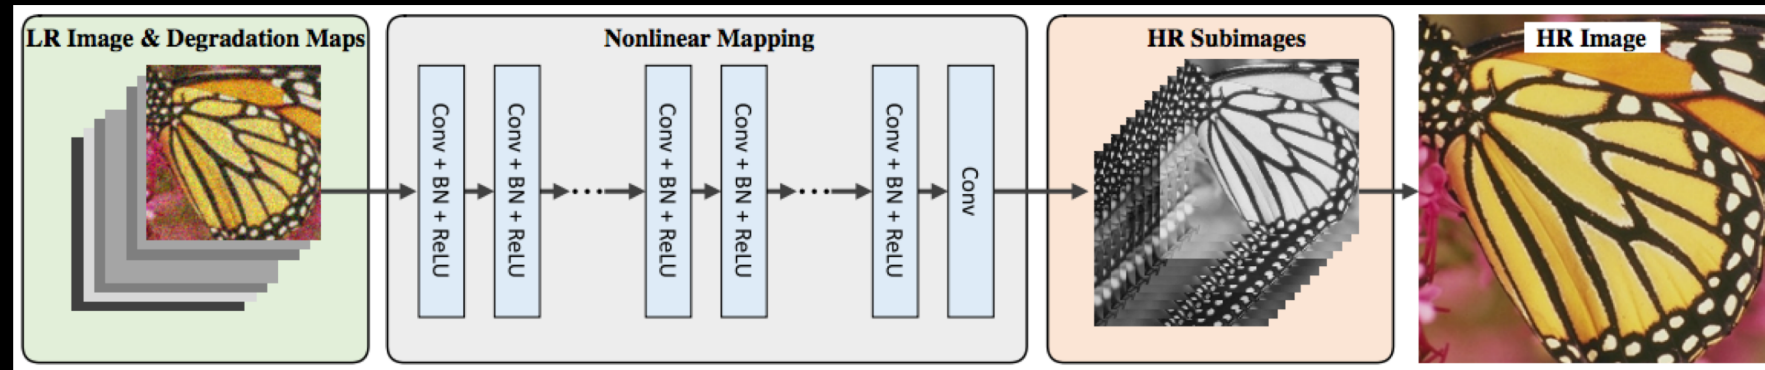 LR Image & Degradation Maps
Nonlinear Mapping
HR Subimages
HR Image
Conv + BN + ReLU
Conv + BN + ReLU
Conv + BN + ReLU
Conv + BN + ReLU
Conv + BN + ReLU
Conv